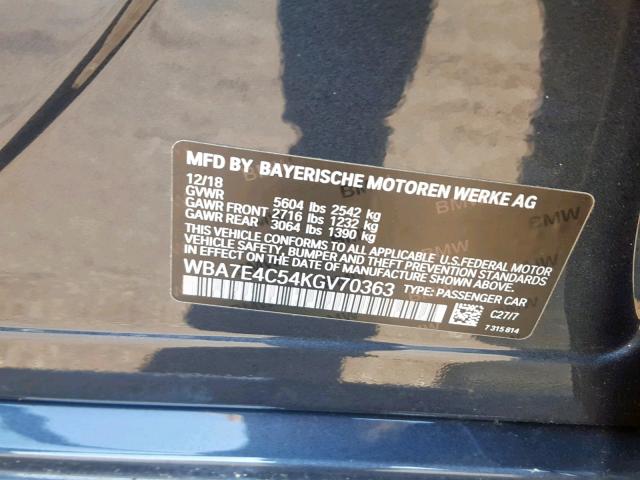 MFD BY BAYERISCHE MOTOREN WERKE AG
12/18
GVWR 5604 lbs 2542 kg
GAWR FRONT 2716 lbs 1232 kg
GAWR REAR 3064 lbs 1390 kg
THIS VEHICLE CONFORMS TO ALL APPLICABLE U.S.FEDERAL MOTOR
VEHICLE SAFETY, BUMPER AND THEFT PREVENTION STANDARDS
IN EFFECT ON THE DATE OF MANUFACTURE SHOWN ABOVE.
WBA7E4C54KGV70363 TYPE: PASSENGER CAR
C27/7
7 315 814
BMW
BMW